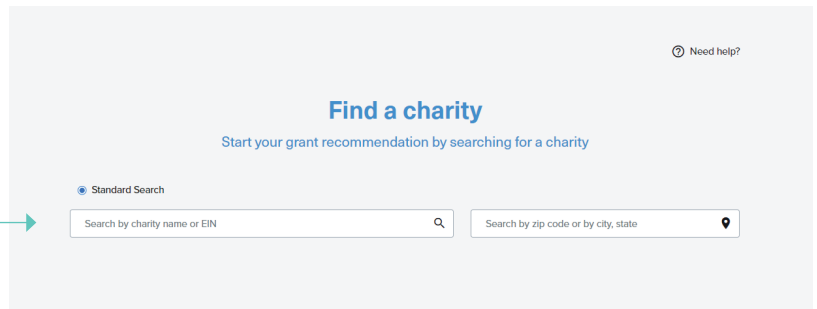 Need help?
Find a charity
Start your grant recommendation by searching for a charity
Standard Search
Search by charity name or EIN
Search by zip code or by city, state